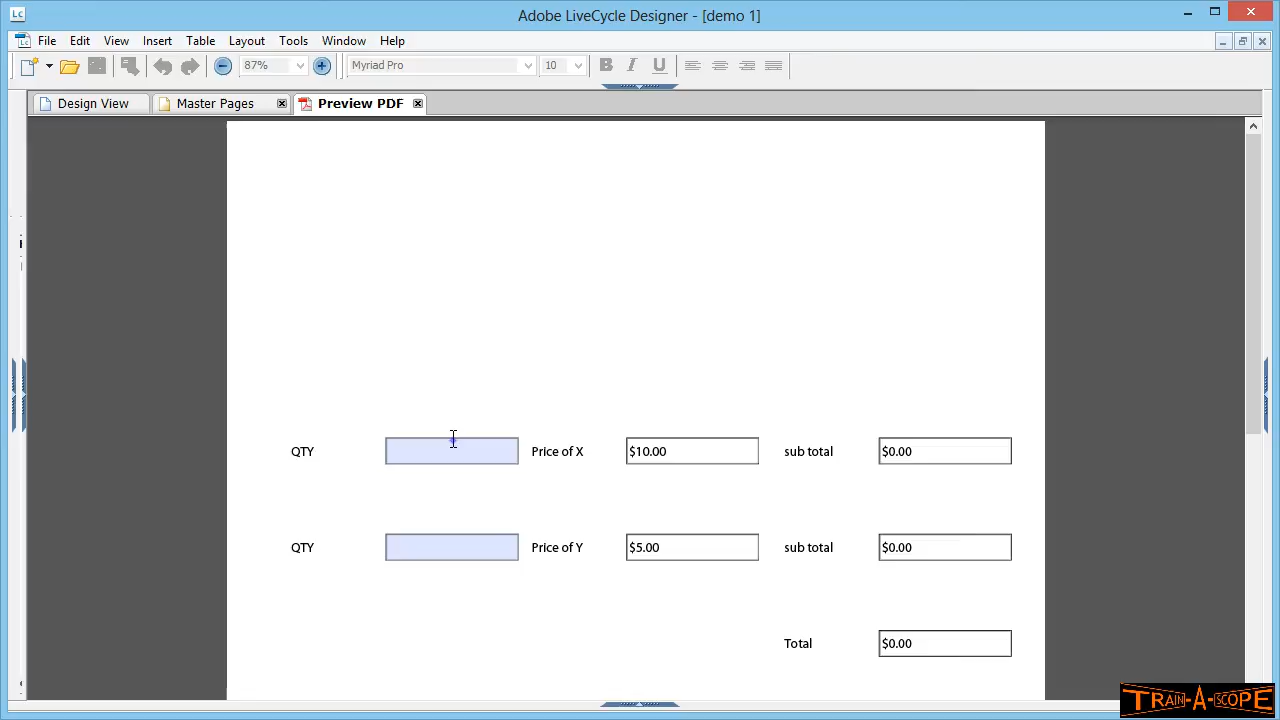 Lc
Adobe LiveCycle Designer - [demo 1]
Lc File Edit View Insert Table Layout Tools Window Help
87% Myriad Pro 10 B I U
Design View Master Pages Preview PDF
QTY Price of X $10.00 sub total $0.00
QTY Price of Y $5.00 sub total $0.00
Total $0.00
TRAIN-A-SCOPE